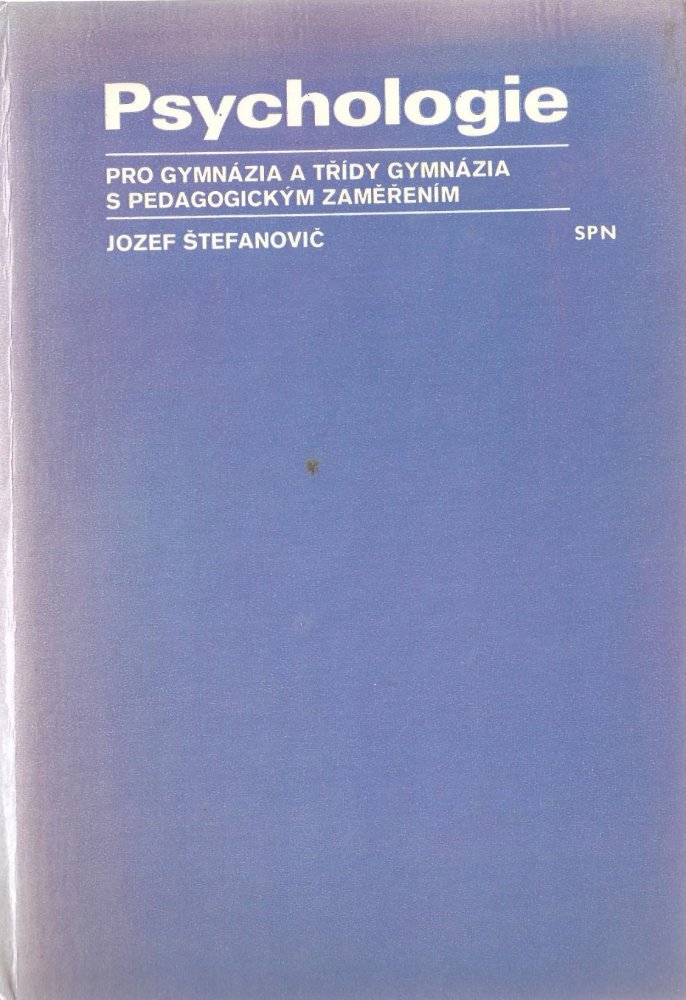 Psychologie
PRO GYMNÁZIA A TŘÍDY GYMNÁZIA
S PEDAGOGICKÝM ZAMĚŘENÍM
JOZEF ŠTEFANOVIČ
SPN